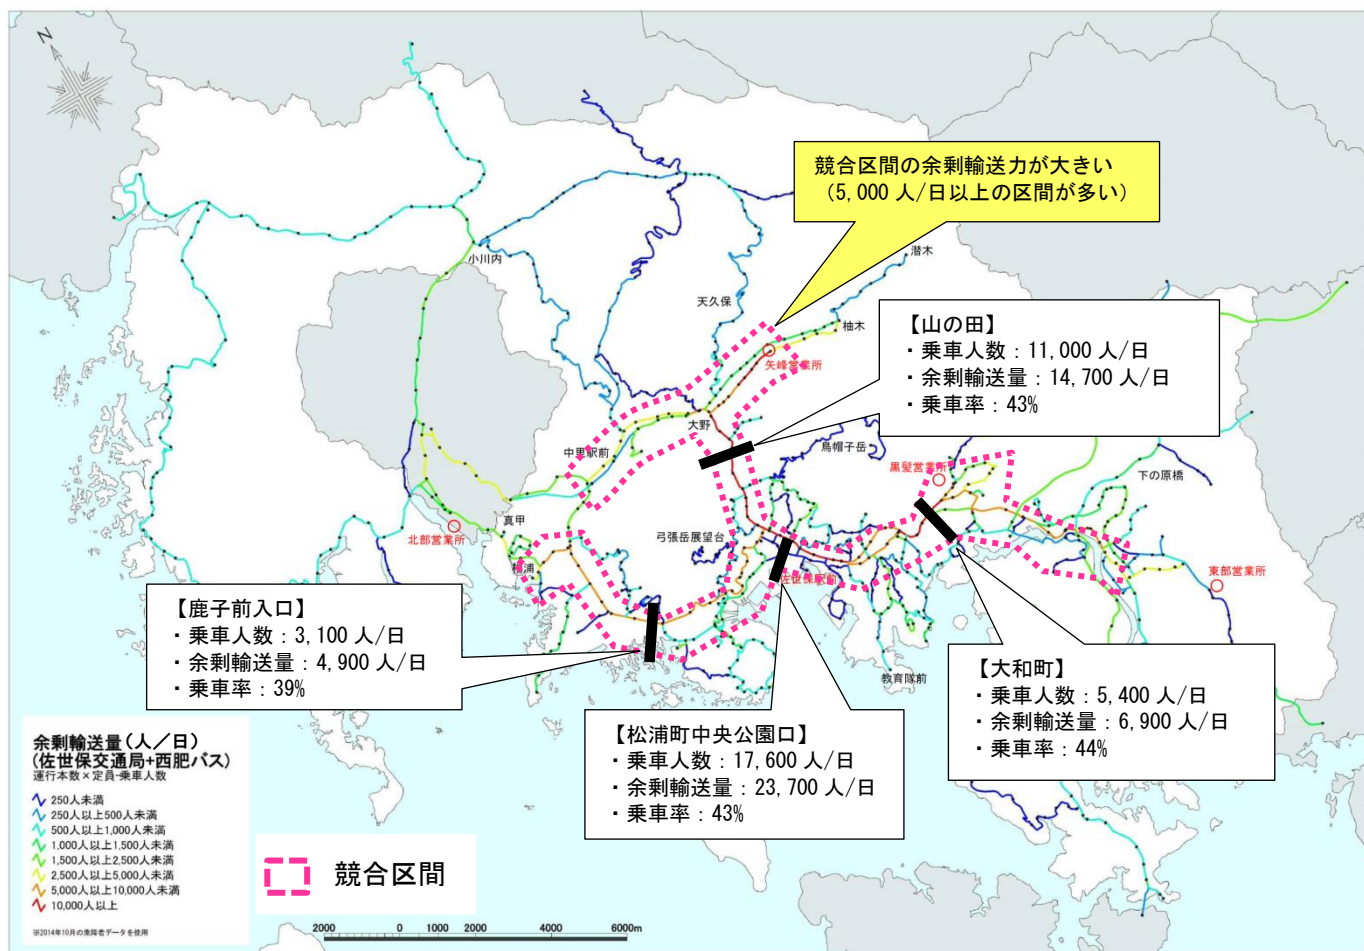 N
競合区間の余剰輸送力が大きい
（5,000 人/日以上の区間が多い）
潜木
小川内
天久保
柚木
矢峰営業所
【山の田】
・乗車人数：11,000 人/日
・余剰輸送量：14,700 人/日
・乗車率：43%
大野
中里駅前
烏帽子岳
黒髪営業所
下の原橋
真申
北部営業所
弓張岳展望台
相浦
佐世保駅前
東部営業所
教育隊前
【鹿子前入口】
・乗車人数：3,100 人/日
・余剰輸送量：4,900 人/日
・乗車率：39%
【大和町】
・乗車人数：5,400 人/日
・余剰輸送量：6,900 人/日
・乗車率：44%
【松浦町中央公園口】
・乗車人数：17,600 人/日
・余剰輸送量：23,700 人/日
・乗車率：43%
余剰輸送量（人／日）
(佐世保交通局+西肥バス)
運行本数×定員-乗車人数
250人未満
250人以上500人未満
500人以上1,000人未満
1,000人以上1,500人未満
1,500人以上2,500人未満
2,500人以上5,000人未満
5,000人以上10,000人未満
10,000人以上
※2014年10月の乗降者データを使用
競合区間
2000 0 2000 4000 6000m